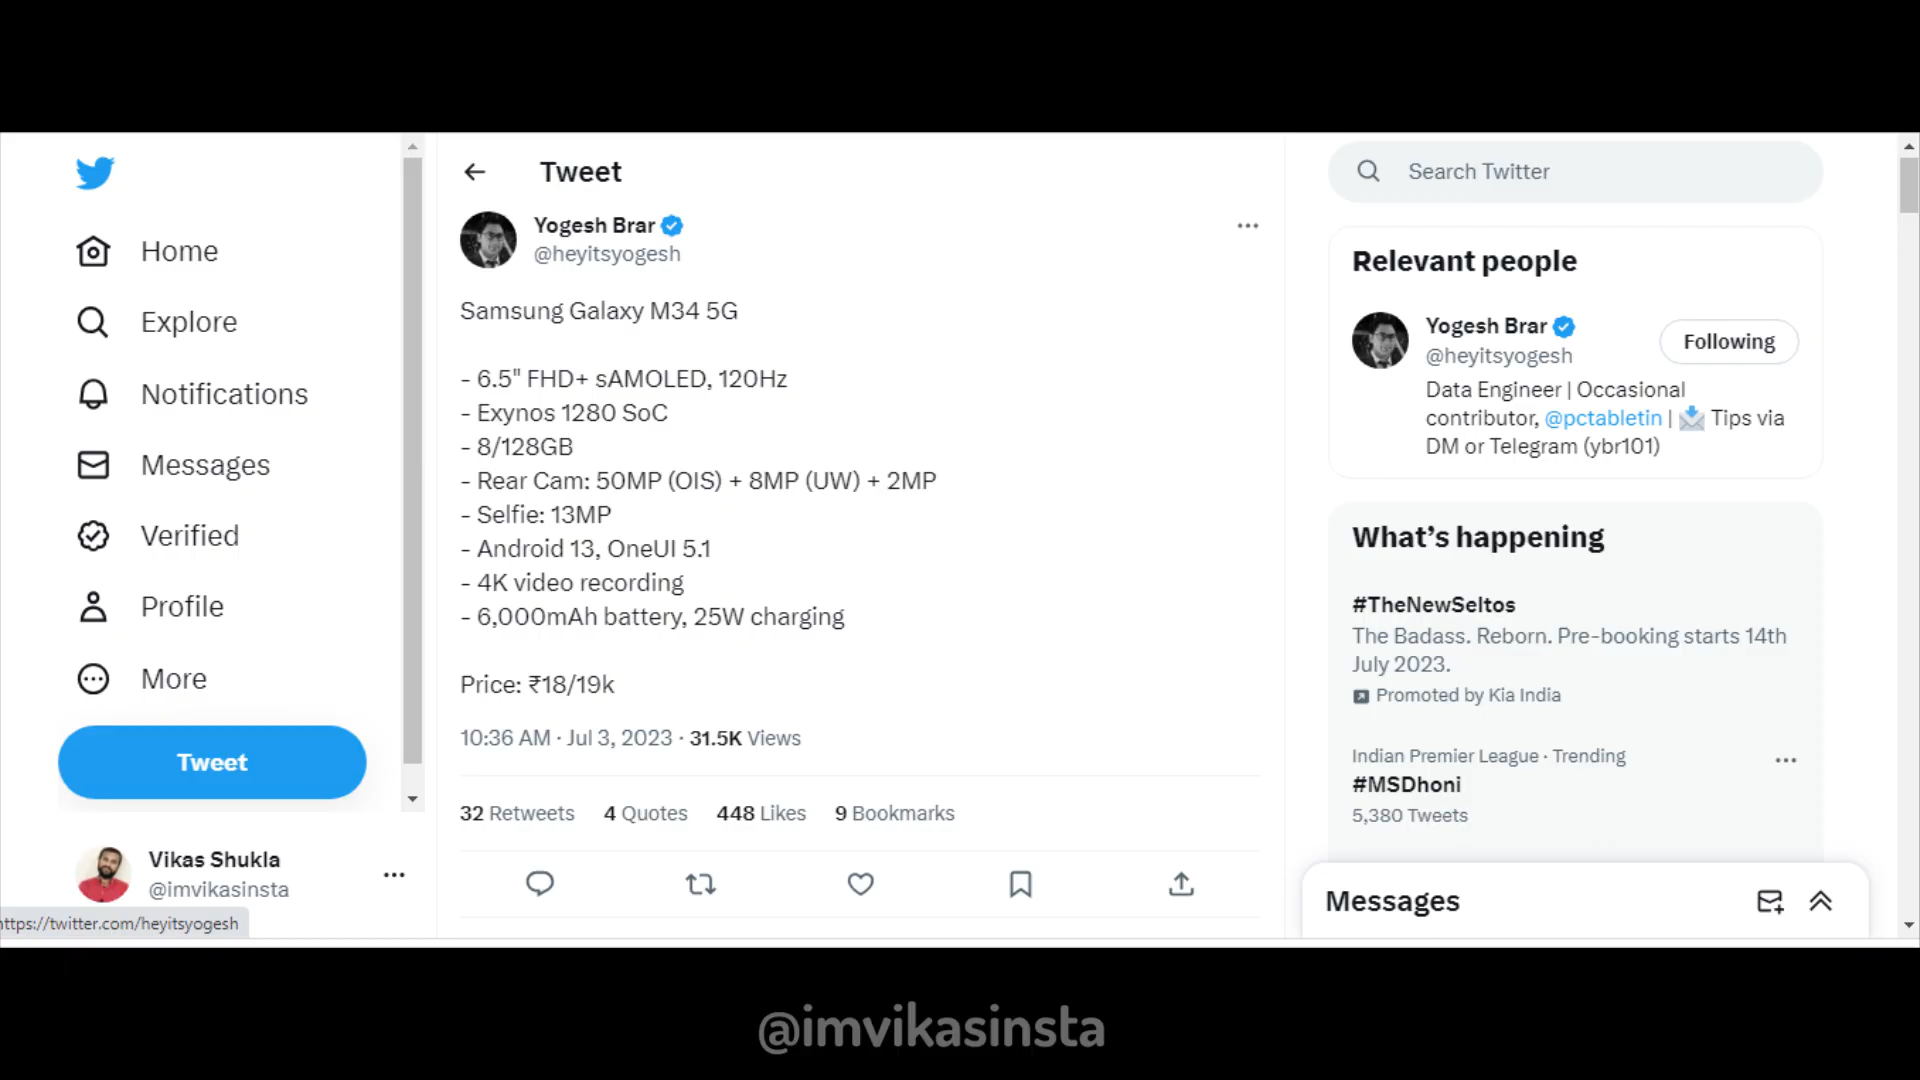 Home
Explore
Notifications
Messages
Verified
Profile
More
Tweet
Vikas Shukla
@imvikasinsta
https://twitter.com/heyitsyogesh
Tweet
Yogesh Brar
@heyitsyogesh
Samsung Galaxy M34 5G
- 6.5" FHD+ sAMOLED, 120Hz
- Exynos 1280 SoC
- 8/128GB
- Rear Cam: 50MP (OIS) + 8MP (UW) + 2MP
- Selfie: 13MP
- Android 13, OneUI 5.1
- 4K video recording
- 6,000mAh battery, 25W charging
Price: ₹18/19k
10:36 AM · Jul 3, 2023 · 31.5K Views
32 Retweets 4 Quotes 448 Likes 9 Bookmarks
Search Twitter
Relevant people
Yogesh Brar
@heyitsyogesh
Following
Data Engineer | Occasional
contributor, @pctabletin | 📩 Tips via
DM or Telegram (ybr101)
What's happening
#TheNewSeltos
The Badass. Reborn. Pre-booking starts 14th
July 2023.
Promoted by Kia India
Indian Premier League · Trending
#MSDhoni
5,380 Tweets
Messages
@imvikasinsta